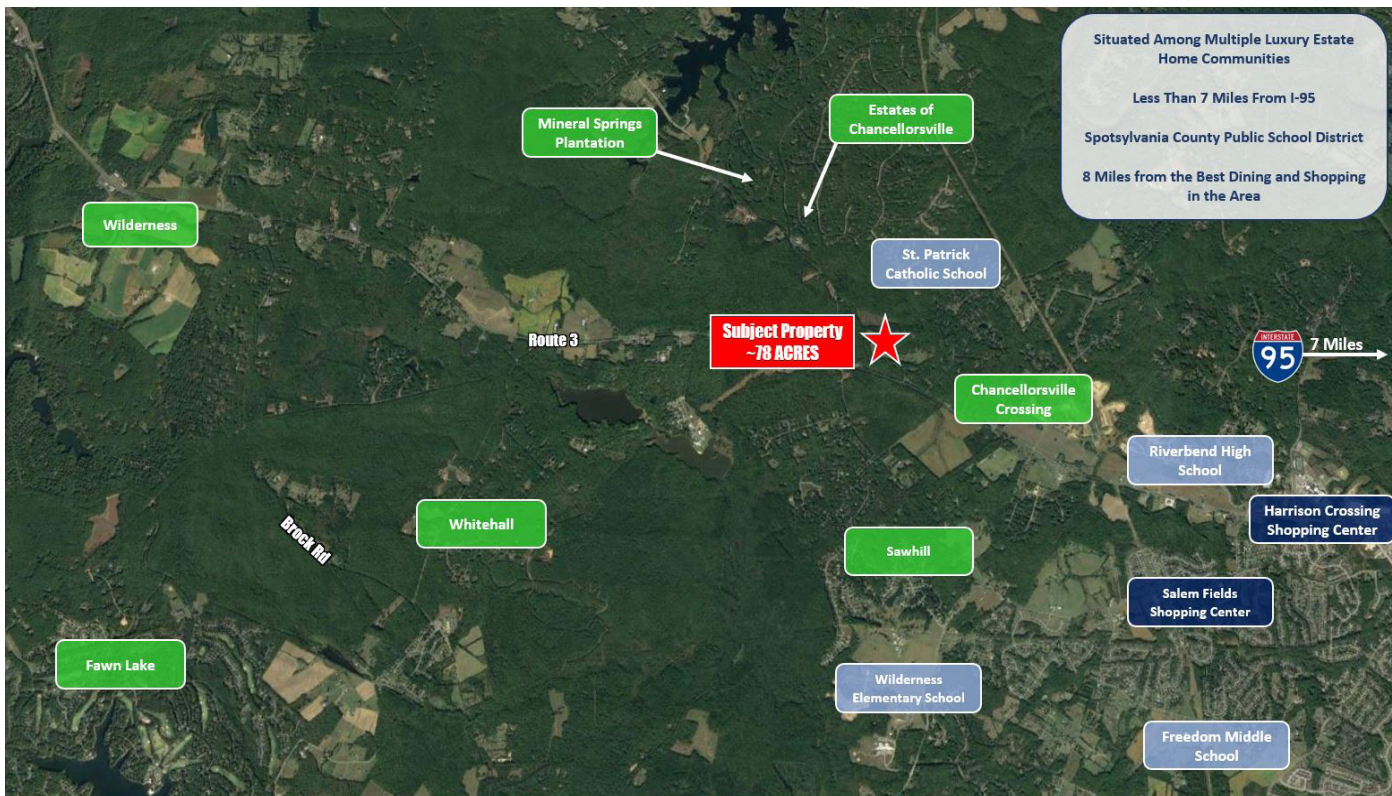 Situated Among Multiple Luxury Estate
Home Communities
Less Than 7 Miles From I-95
Spotsylvania County Public School District
8 Miles from the Best Dining and Shopping
in the Area
Mineral Springs
Plantation
Estates of
Chancellorsville
Wilderness
St. Patrick
Catholic School
Route 3
Subject Property
~78 ACRES
INTERSTATE
95
7 Miles
Chancellorsville
Crossing
Riverbend High
School
Harrison Crossing
Shopping Center
Whitehall
Brock Rd
Sawhill
Salem Fields
Shopping Center
Fawn Lake
Wilderness
Elementary School
Freedom Middle
School